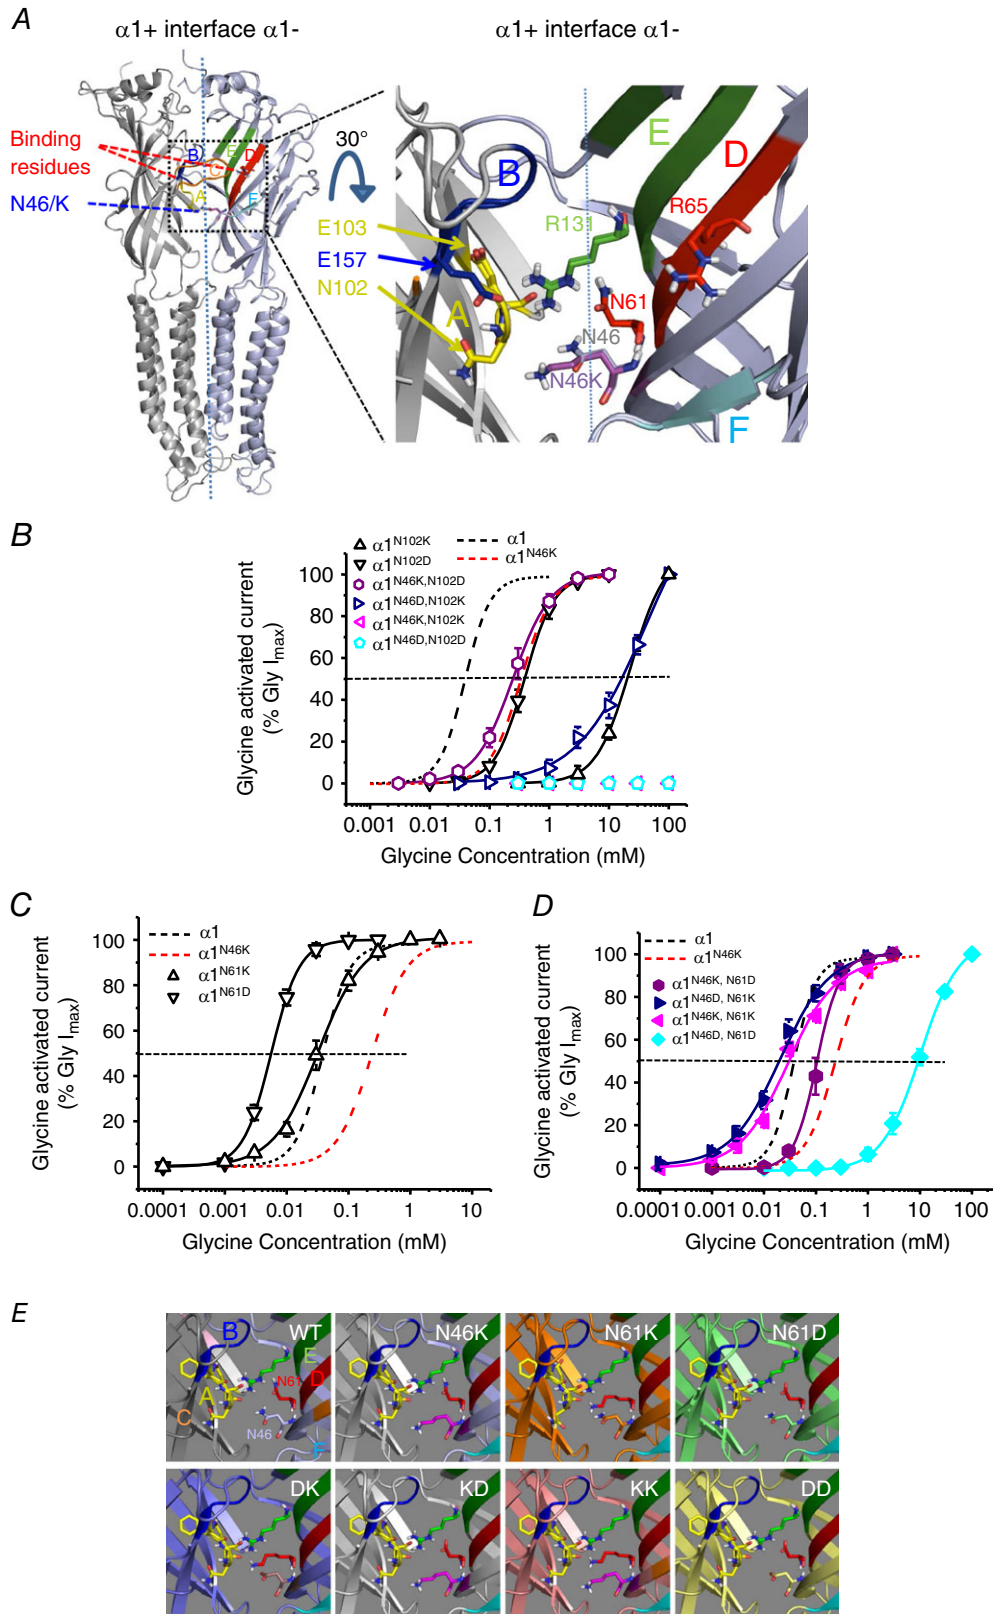 A
α1+ interface α1-
α1+ interface α1-
Binding
residues
N46/K
B
E
D
C
A
F
30°
E103
E157
N102
B
A
R131
E
D
R65
N61
N46
N46K
F
B
α1N102K
α1N102D
α1N46K,N102D
α1N46D,N102K
α1N46K,N102K
α1N46D,N102D
α1
α1N46K
Glycine activated current
(% Gly Imax)
100
80
60
40
20
0
0.001 0.01 0.1 1 10 100
Glycine Concentration (mM)
C
α1
α1N46K
α1N61K
α1N61D
Glycine activated current
(% Gly Imax)
100
80
60
40
20
0
0.0001 0.001 0.01 0.1 1 10
Glycine Concentration (mM)
D
α1
α1N46K
α1N46K, N61D
α1N46D, N61K
α1N46K, N61K
α1N46D, N61D
Glycine activated current
(% Gly Imax)
100
80
60
40
20
0
0.0001 0.001 0.01 0.1 1 10 100
Glycine Concentration (mM)
E
WT
B
E
N61
D
A
C
N46
F
N46K
N61K
N61D
DK
KD
KK
DD